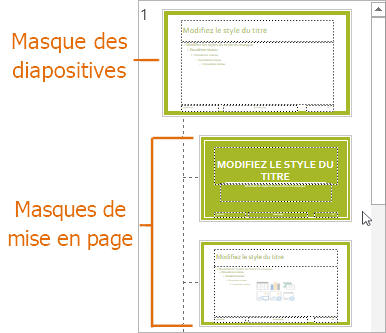 1
Masque des
diapositives
Modifiez le style du titre
MODIFIEZ LE STYLE DU
TITRE
Masques de
mise en page
Modifiez le style du titre